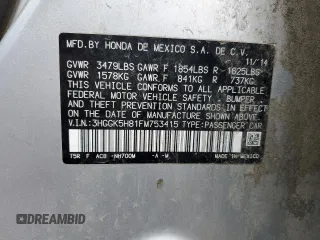 MFD.BY HONDA DE MEXICO S.A. DE C.V.
11/14
GVWR 3479LBS GAWR F 1854LBS R 1625LBS
GVWR 1578KG GAWR F 841KG R 737KG
THIS VEHICLE CONFORMS TO ALL APPLICABLE
FEDERAL MOTOR VEHICLE SAFETY - BUMPER
AND THEFT PREVENTION STANDARDS IN EFFECT
ON THE DATE OF MANUFACTURE SHOWN ABOVE.
V.I.N.:3HGGK5H81FM753415 TYPE:PASSENGER CAR
T5R F AC8 -NH700M -A -M MADE IN MEXICO
DREAMBID